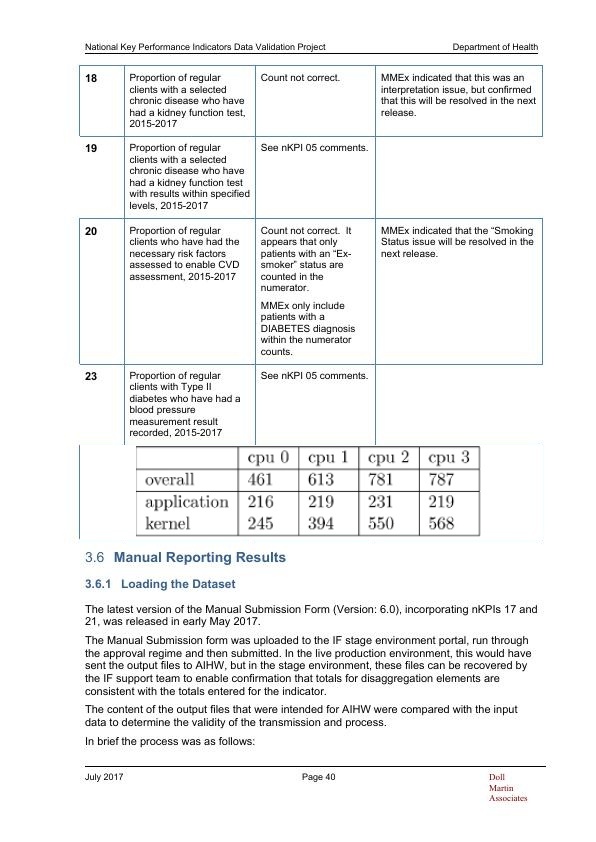 National Key Performance Indicators Data Validation Project Department of Health
18 Proportion of regular Count not correct. MMEx indicated that this was an
clients with a selected interpretation issue, but confirmed
chronic disease who have that this will be resolved in the next
had a kidney function test, release.
2015-2017
19 Proportion of regular See nKPI 05 comments.
clients with a selected
chronic disease who have
had a kidney function test
with results within specified
levels, 2015-2017
20 Proportion of regular Count not correct. It MMEx indicated that the “Smoking
clients who have had the appears that only Status issue will be resolved in the
necessary risk factors patients with an “Ex- next release.
assessed to enable CVD smoker” status are
assessment, 2015-2017 counted in the
numerator.
MMEx only include
patients with a
DIABETES diagnosis
within the numerator
counts.
23 Proportion of regular See nKPI 05 comments.
clients with Type II
diabetes who have had a
blood pressure
measurement result
recorded, 2015-2017
cpu 0 cpu 1 cpu 2 cpu 3
overall 461 613 781 787
application 216 219 231 219
kernel 245 394 550 568
3.6 Manual Reporting Results
3.6.1 Loading the Dataset
The latest version of the Manual Submission Form (Version: 6.0), incorporating nKPIs 17 and
21, was released in early May 2017.
The Manual Submission form was uploaded to the IF stage environment portal, run through
the approval regime and then submitted. In the live production environment, this would have
sent the output files to AIHW, but in the stage environment, these files can be recovered by
the IF support team to enable confirmation that totals for disaggregation elements are
consistent with the totals entered for the indicator.
The content of the output files that were intended for AIHW were compared with the input
data to determine the validity of the transmission and process.
In brief the process was as follows:
July 2017 Page 40 Doll
Martin
Associates